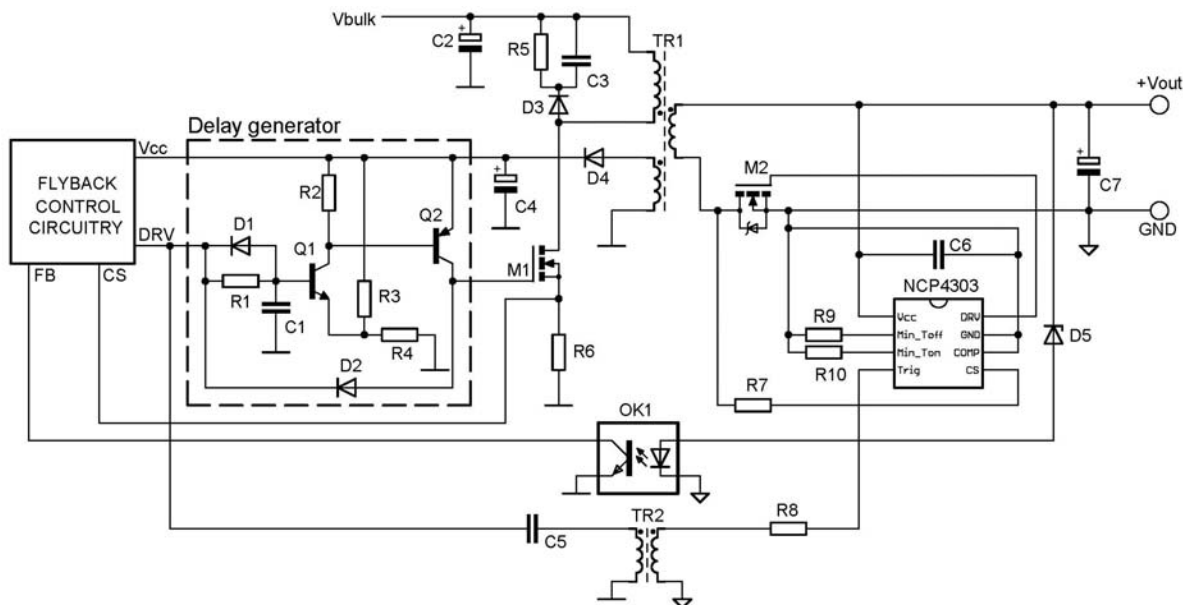 Vbulk
C2
+
R5
C3
TR1
D3
+Vout
Delay generator
Vcc
FLYBACK
CONTROL
CIRCUITRY
DRV
FB
CS
R2
D1
Q1
R1
C1
R3
R4
D2
Q2
+
C4
D4
M1
R6
M2
+
C7
GND
C6
NCP4303
Vcc
DRV
Min_Toff
GND
Min_Ton
COMP
Trig
CS
R9
R10
R7
D5
OK1
TR2
C5
R8